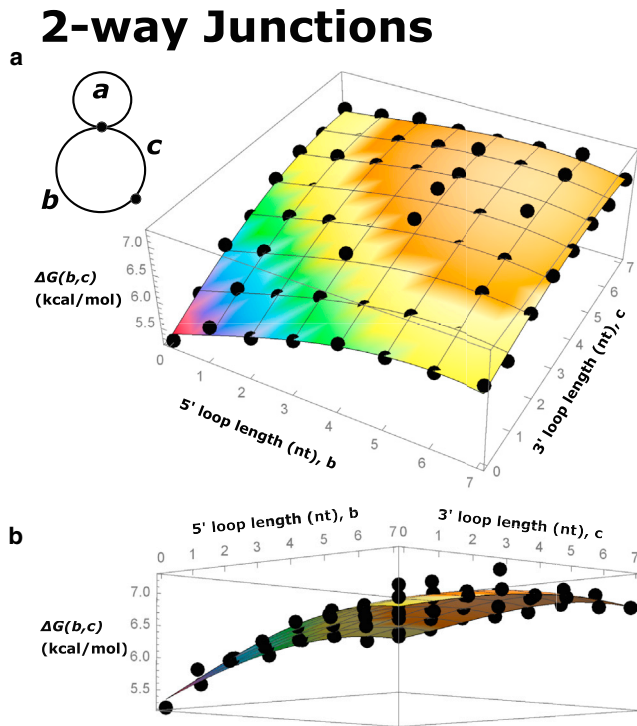 2-way Junctions
a
a
c
b
7.0
6.5
6.0
5.5
ΔG(b,c)
(kcal/mol)
0
1
2
3
4
5
6
7
5' loop length (nt), b
0
1
2
3
4
5
6
7
3' loop length (nt), c
b
5' loop length (nt), b
3' loop length (nt), c
0 1 2 3 4 5 6 7 0 1 2 3 4 5 6 7
7.0
6.5
6.0
5.5
ΔG(b,c)
(kcal/mol)